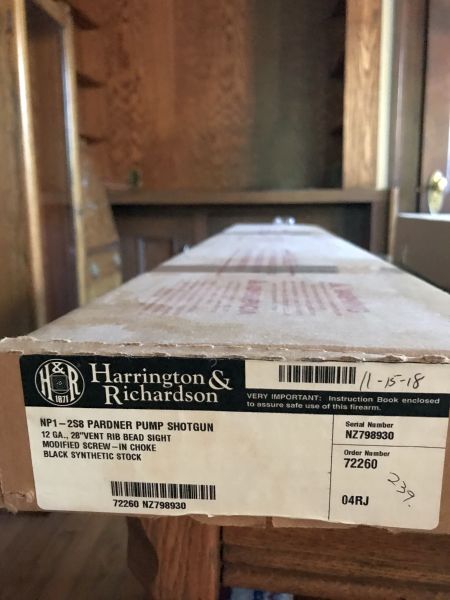 H&R
1871
Harrington &
Richardson
11-15-18
VERY IMPORTANT: Instruction Book enclosed
to assure safe use of this firearm.
NP1-2S8 PARDNER PUMP SHOTGUN
12 GA., 28"VENT RIB BEAD SIGHT
MODIFIED SCREW-IN CHOKE
BLACK SYNTHETIC STOCK
72260 NZ798930
Serial Number
NZ798930
Order Number
72260
239.
04RJ